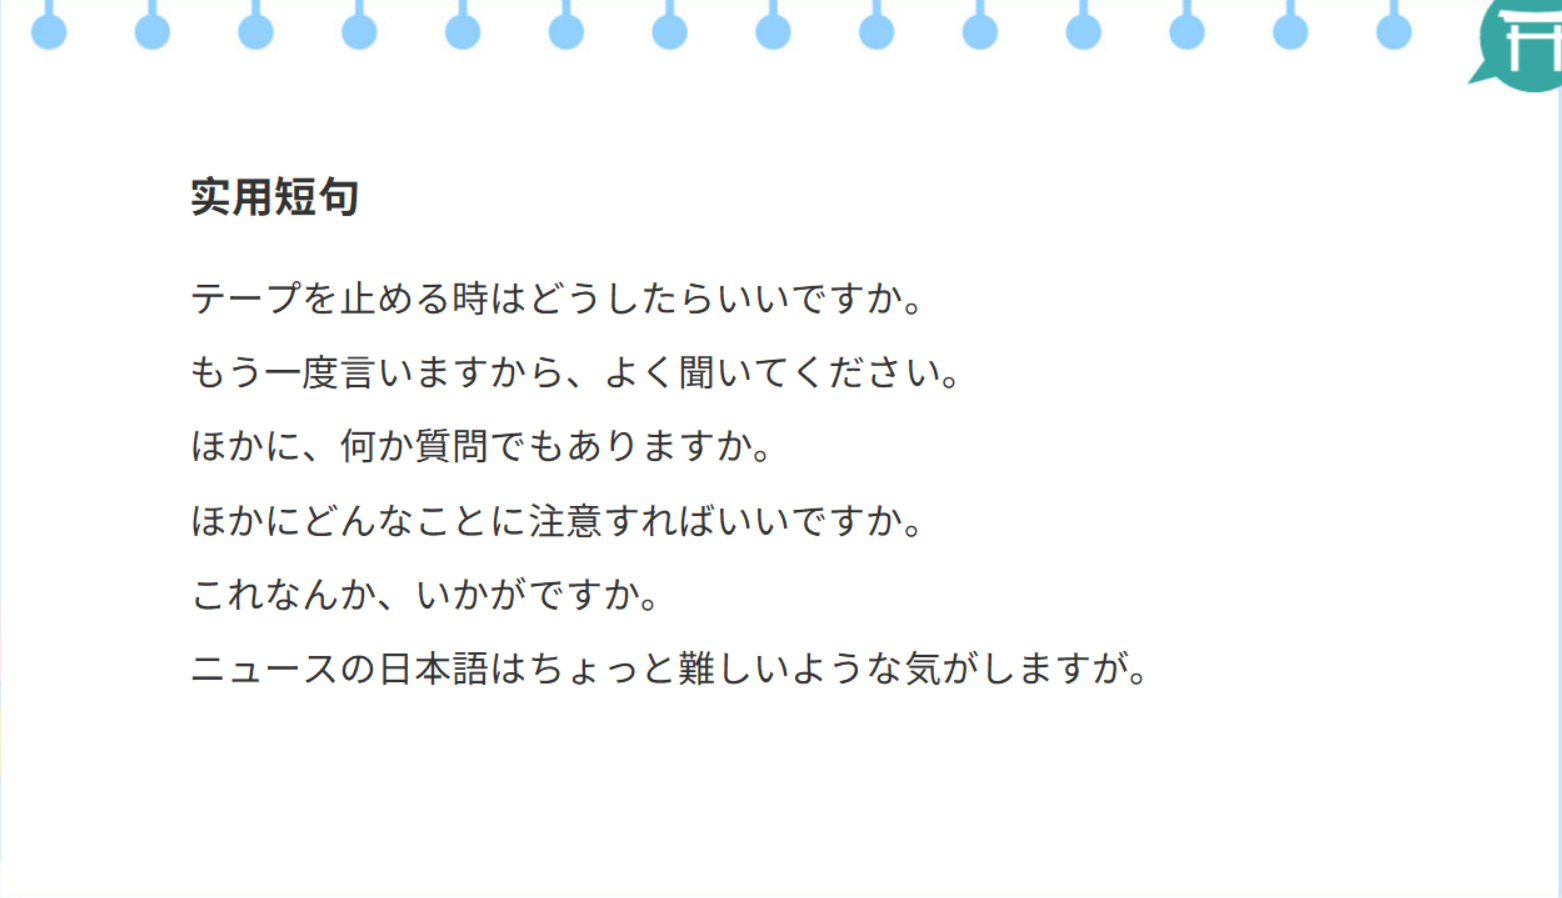 实用短句
テープを止める時はどうしたらいいですか。
もう一度言いますから、よく聞いてください。
ほかに、何か質問でもありますか。
ほかにどんなことに注意すればいいですか。
これなんか、いかがですか。
ニュースの日本語はちょっと難しいような気がしますが。